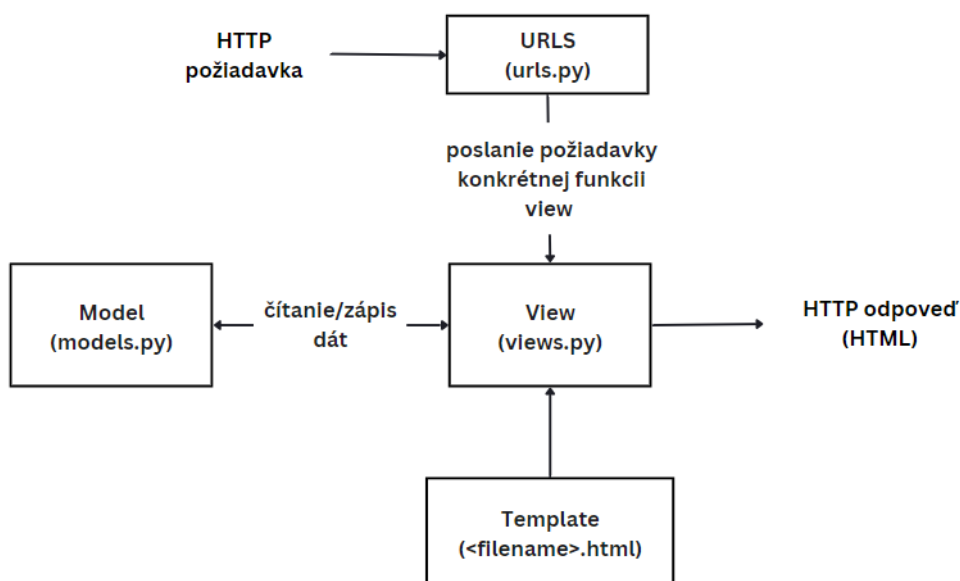 HTTP
požiadavka
URLS
(urls.py)
poslanie požiadavky
konkrétnej funkcii
view
Model
(models.py)
čítanie/zápis
dát
View
(views.py)
HTTP odpoveď
(HTML)
Template
(<filename>.html)